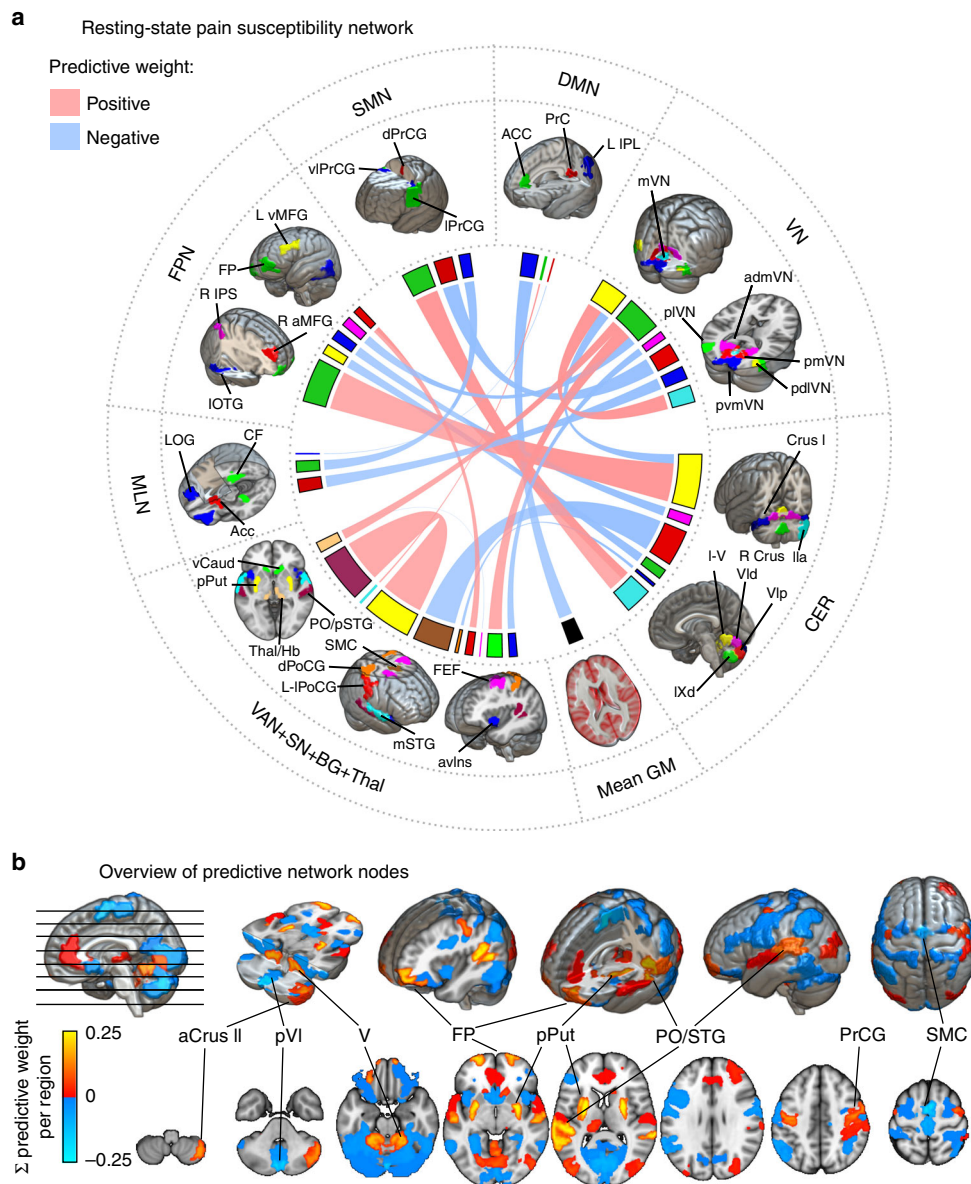 a
Resting-state pain susceptibility network
Predictive weight:
Positive
Negative
SMN
DMN
VN
CER
Mean GM
VAN+SN+BG+Thal
MLN
FPN
dPrCG
vlPrCG
lPrCG
ACC
PrC
L IPL
mVN
admVN
plVN
pmVN
pdlVN
pvmVN
L vMFG
FP
R IPS
R aMFG
lOTG
LOG
CF
Acc
Crus I
I-V
R Crus IIa
VId
VIp
IXd
vCaud
pPut
PO/pSTG
Thal/Hb
SMC
dPoCG
L-lPoCG
mSTG
FEF
avIns
b
Overview of predictive network nodes
aCrus II
pVI
V
FP
pPut
PO/STG
PrCG
SMC
0.25
0
−0.25
Σ predictive weight
per region